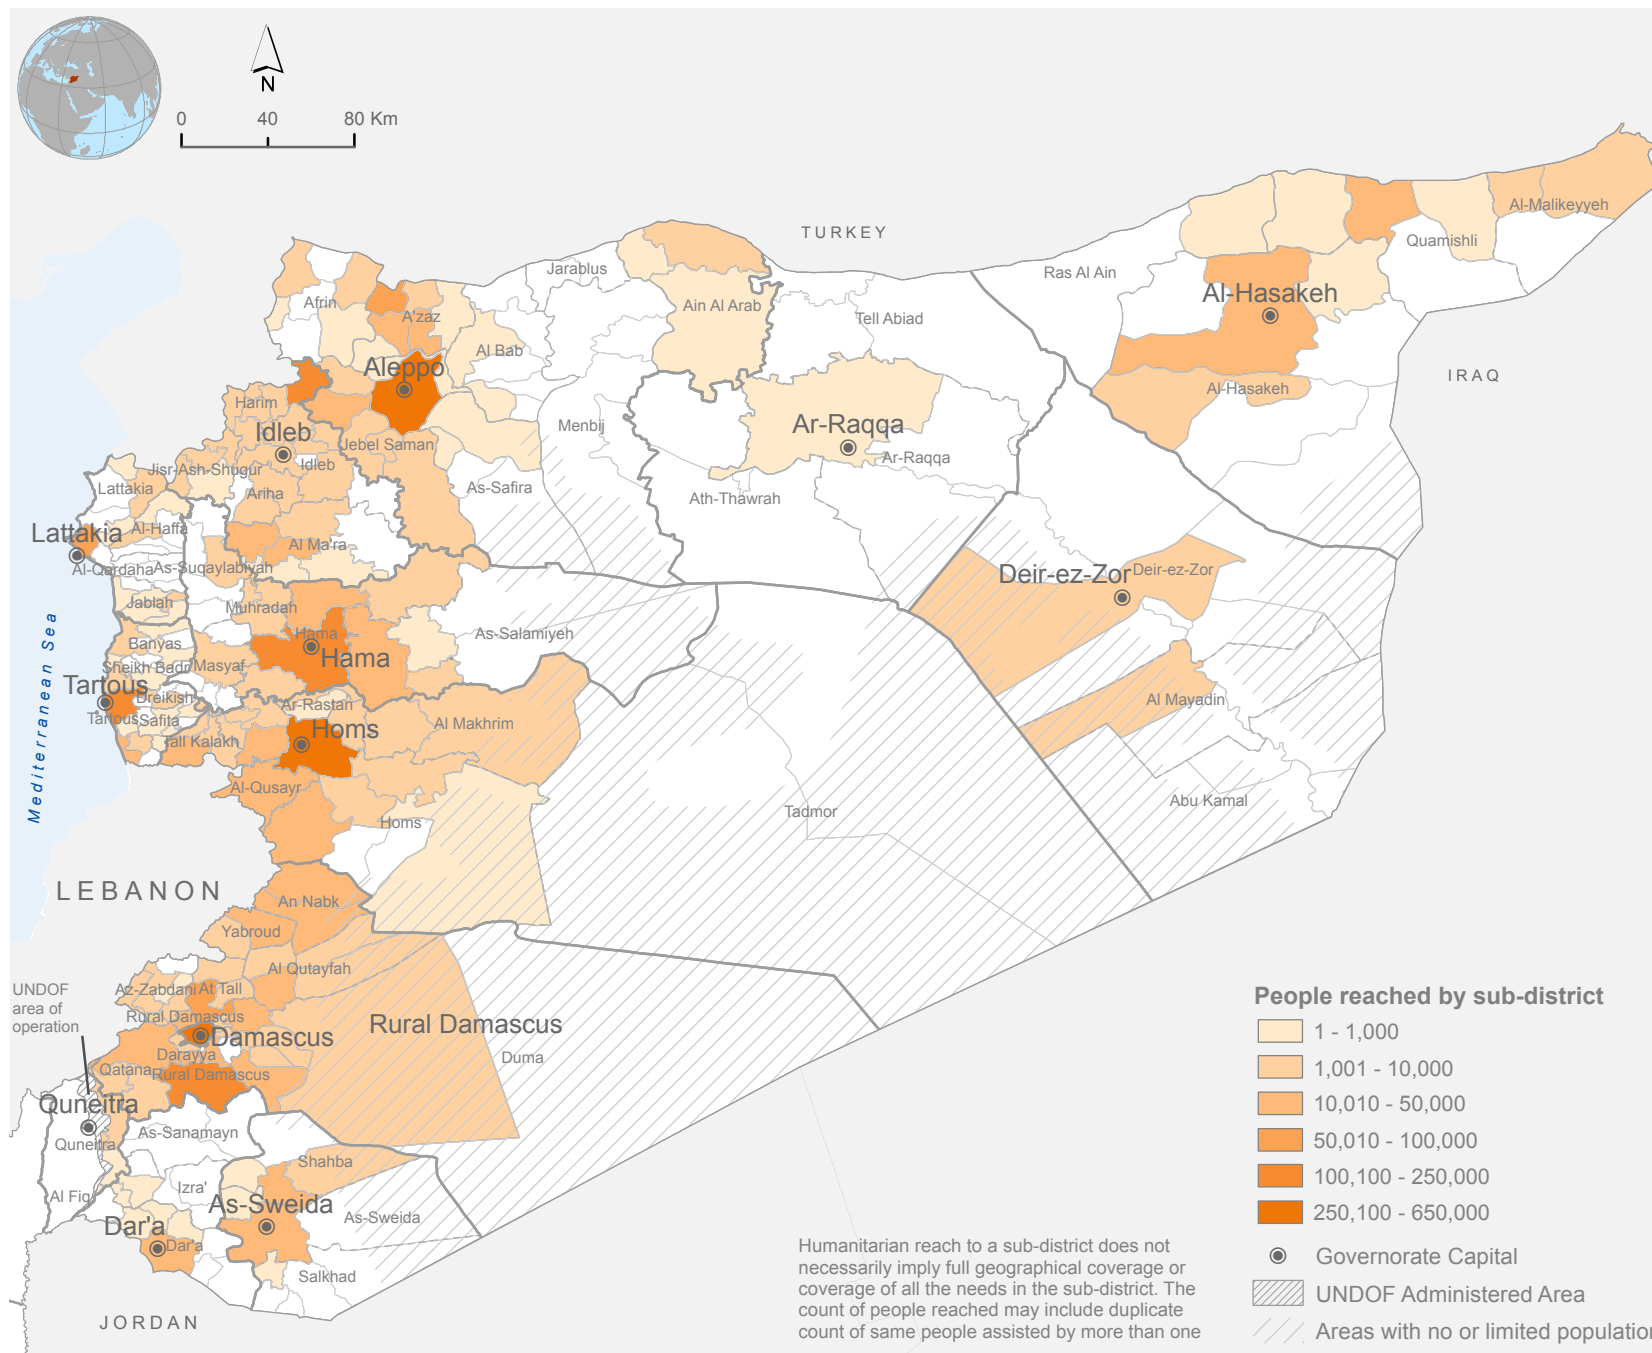 N
0 40 80 Km
TURKEY
Al-Malikeyyeh
Quamishli
Jarablus
Ras Al Ain
Al-Hasakeh
Afrin
A'zaz
Ain Al Arab
Tell Abiad
Al Bab
Aleppo
IRAQ
Al-Hasakeh
Harim
Menbij
Ar-Raqqa
Idleb
Jebel Saman
Ar-Raqqa
Idleb
Jisr-Ash-Shugur
Lattakia
Ariha
As-Safira
Ath-Thawrah
Al-Haffa
Lattakia
Al Ma'ra
Al-Qardaha
As-Suqaylabiyah
Deir-ez-Zor
Deir-ez-Zor
Jablah
Muhradah
Hama
As-Salamiyeh
Banyas
Hama
Sheikh Badr
Masyaf
Mediterranean Sea
Tartous
Dreikish
Al Mayadin
Ar-Rastan
Tartous
Safita
Al Makhrim
Homs
Tall Kalakh
Al-Qusayr
Abu Kamal
Tadmor
Homs
LEBANON
An Nabk
Yabroud
Al Qutayfah
UNDOF
area of
operation
Az-Zabdani
At Tall
Rural Damascus
Rural Damascus
Damascus
Darayya
Duma
Qatana
Rural Damascus
Quneitra
As-Sanamayn
Quneitra
Shahba
Izra'
Al Fiq
As-Sweida
As-Sweida
Dar'a
Dar'a
Salkhad
JORDAN
People reached by sub-district
1 - 1,000
1,001 - 10,000
10,010 - 50,000
50,010 - 100,000
100,100 - 250,000
250,100 - 650,000
Governorate Capital
UNDOF Administered Area
Areas with no or limited population
Humanitarian reach to a sub-district does not
necessarily imply full geographical coverage or
coverage of all the needs in the sub-district. The
count of people reached may include duplicate
count of same people assisted by more than one